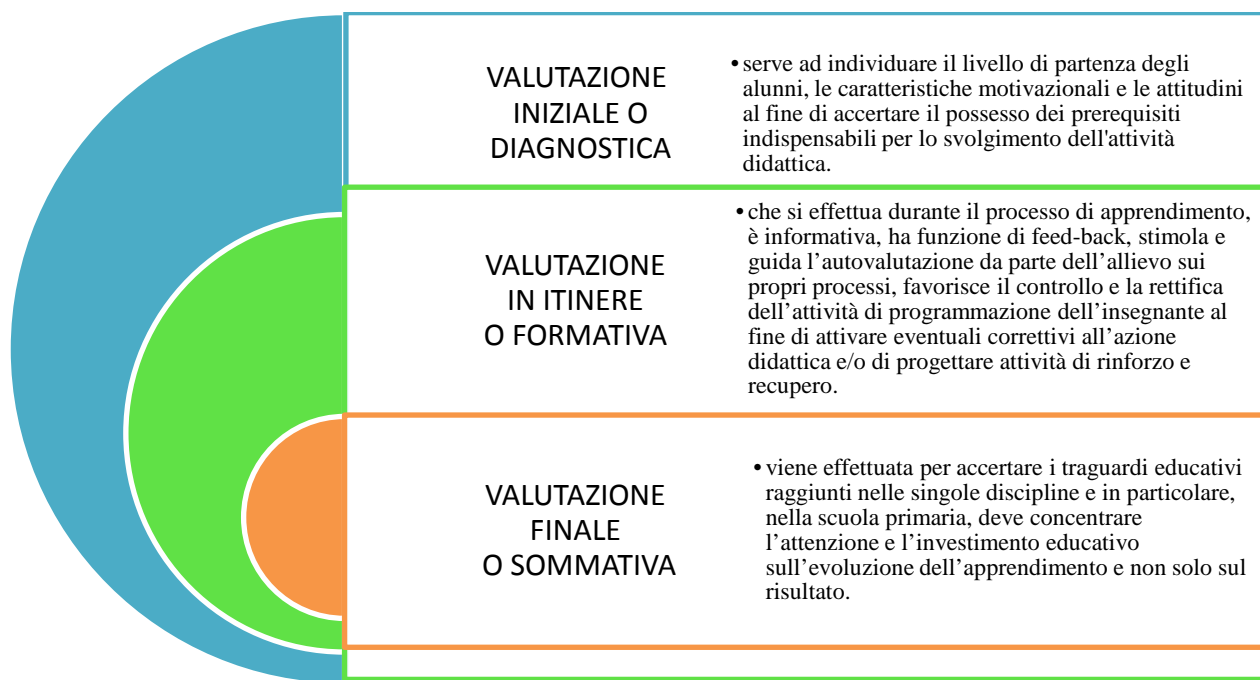 VALUTAZIONE
INIZIALE O
DIAGNOSTICA
• serve ad individuare il livello di partenza degli
alunni, le caratteristiche motivazionali e le attitudini
al fine di accertare il possesso dei prerequisiti
indispensabili per lo svolgimento dell'attività
didattica.
VALUTAZIONE
IN ITINERE
O FORMATIVA
• che si effettua durante il processo di apprendimento,
è informativa, ha funzione di feed-back, stimola e
guida l’autovalutazione da parte dell’allievo sui
propri processi, favorisce il controllo e la rettifica
dell’attività di programmazione dell’insegnante al
fine di attivare eventuali correttivi all’azione
didattica e/o di progettare attività di rinforzo e
recupero.
VALUTAZIONE
FINALE
O SOMMATIVA
• viene effettuata per accertare i traguardi educativi
raggiunti nelle singole discipline e in particolare,
nella scuola primaria, deve concentrare
l’attenzione e l’investimento educativo
sull’evoluzione dell’apprendimento e non solo sul
risultato.